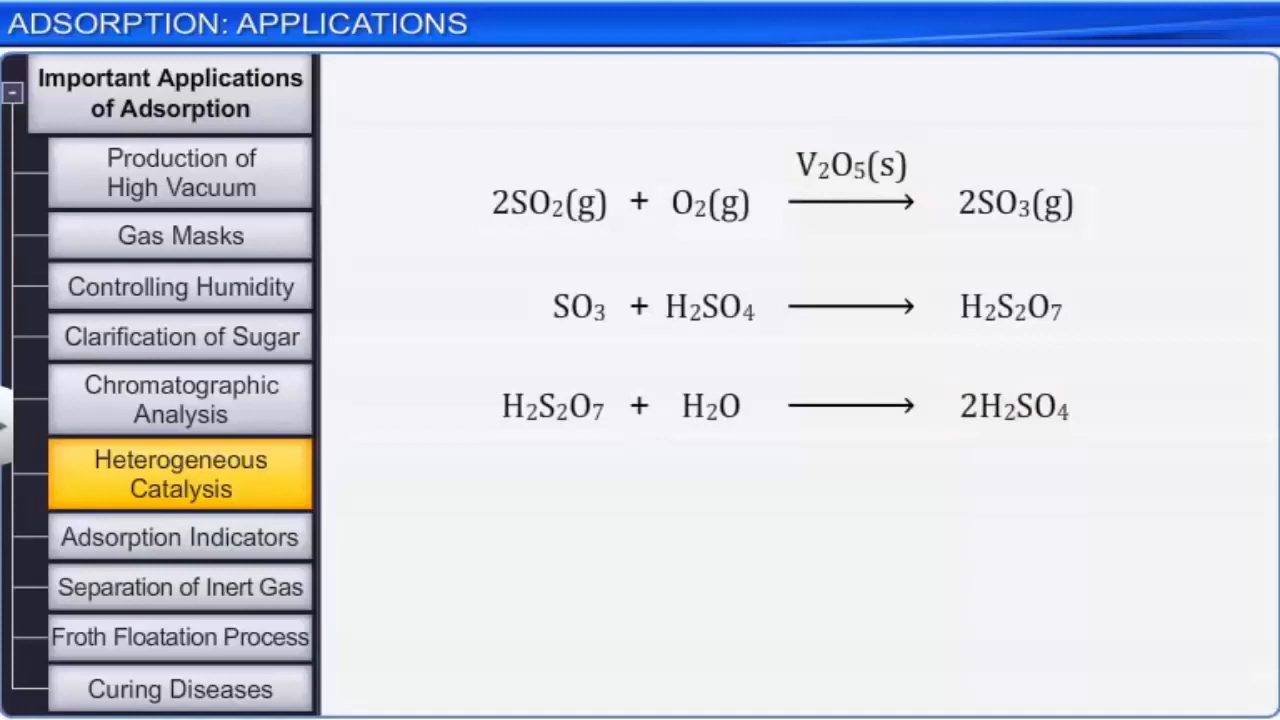 ADSORPTION: APPLICATIONS
Important Applications
of Adsorption
Production of
High Vacuum
Gas Masks
Controlling Humidity
Clarification of Sugar
Chromatographic
Analysis
Heterogeneous
Catalysis
Adsorption Indicators
Separation of Inert Gas
Froth Floatation Process
Curing Diseases
V₂O₅(s)
2SO₂(g) + O₂(g) ⟶ 2SO₃(g)
SO₃ + H₂SO₄ ⟶ H₂S₂O₇
H₂S₂O₇ + H₂O ⟶ 2H₂SO₄